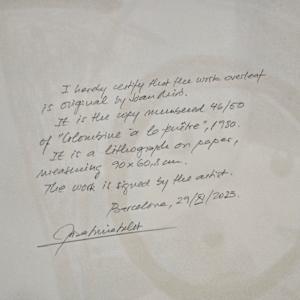 I hereby certify that the work overleaf
is original by Joan Miró.
It is the copy numbered 46/50
of "Colombine à la fenêtre", 1980.
It is a lithograph on paper,
measuring 90 x 60,5 cm.
The work is signed by the artist.
Barcelona, 29/XI/2023.